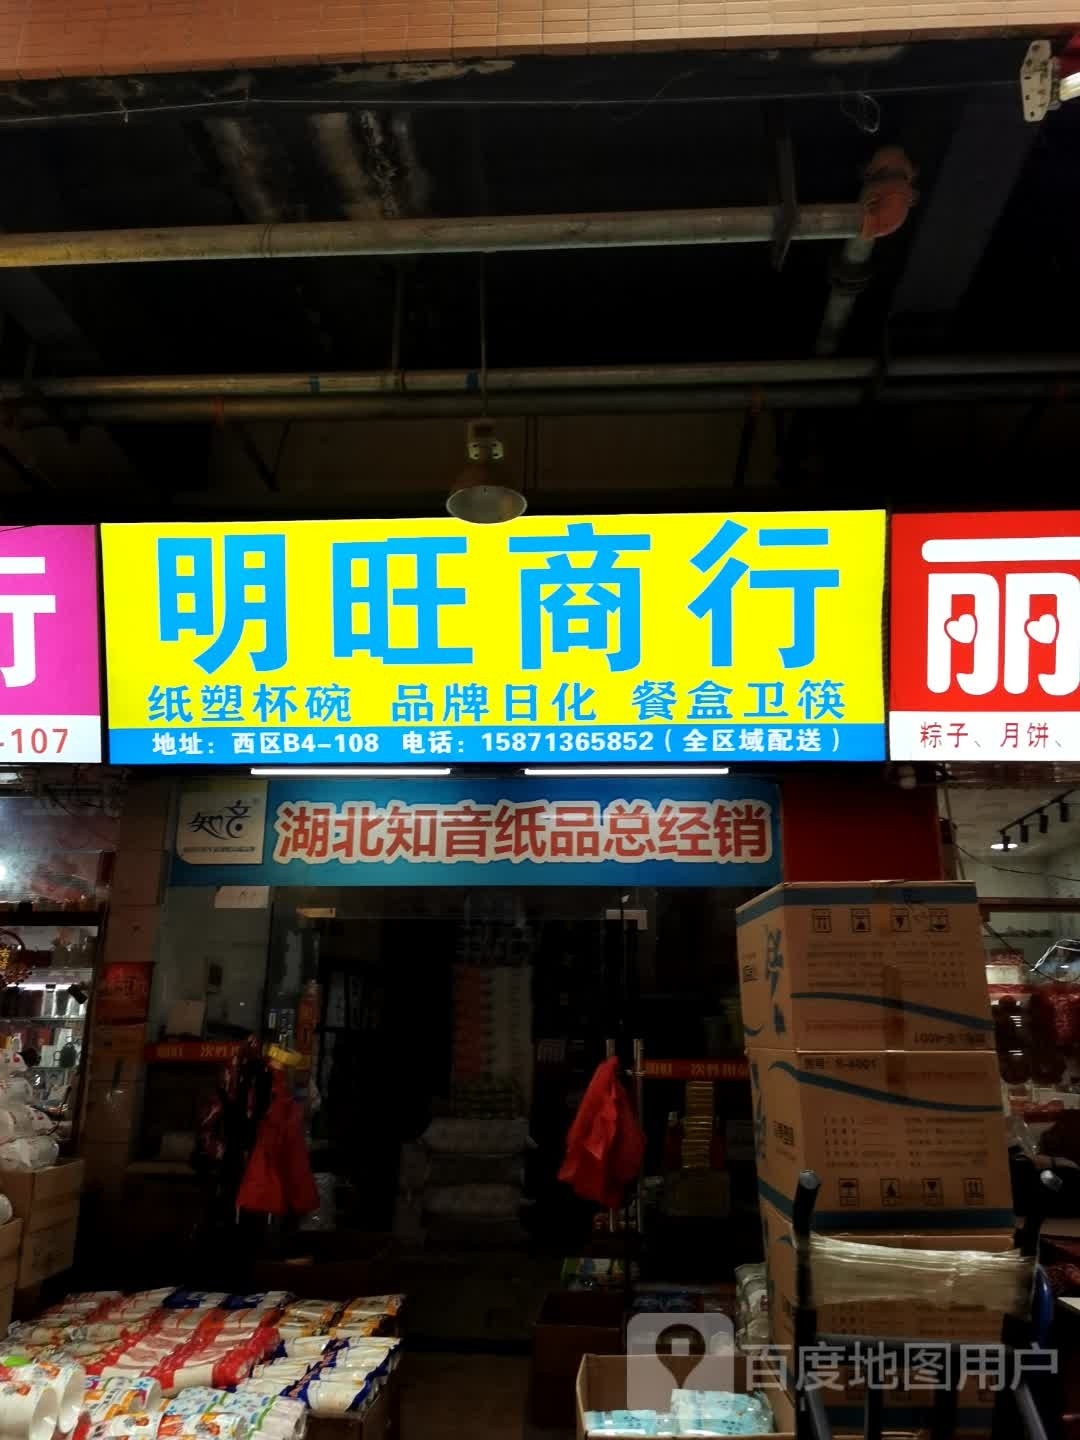 行
-107
明旺商行
纸塑杯碗 品牌日化 餐盒卫筷
地址：西区B4-108 电话：15871365852（全区域配送）
丽
粽子、月饼、
知音
湖北知音纸品总经销
S-4001
百度地图用户